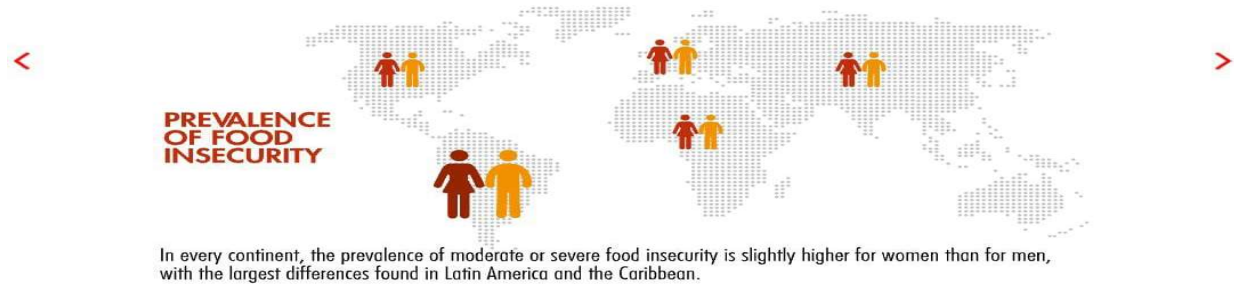 PREVALENCE
OF FOOD
INSECURITY
In every continent, the prevalence of moderate or severe food insecurity is slightly higher for women than for men,
with the largest differences found in Latin America and the Caribbean.